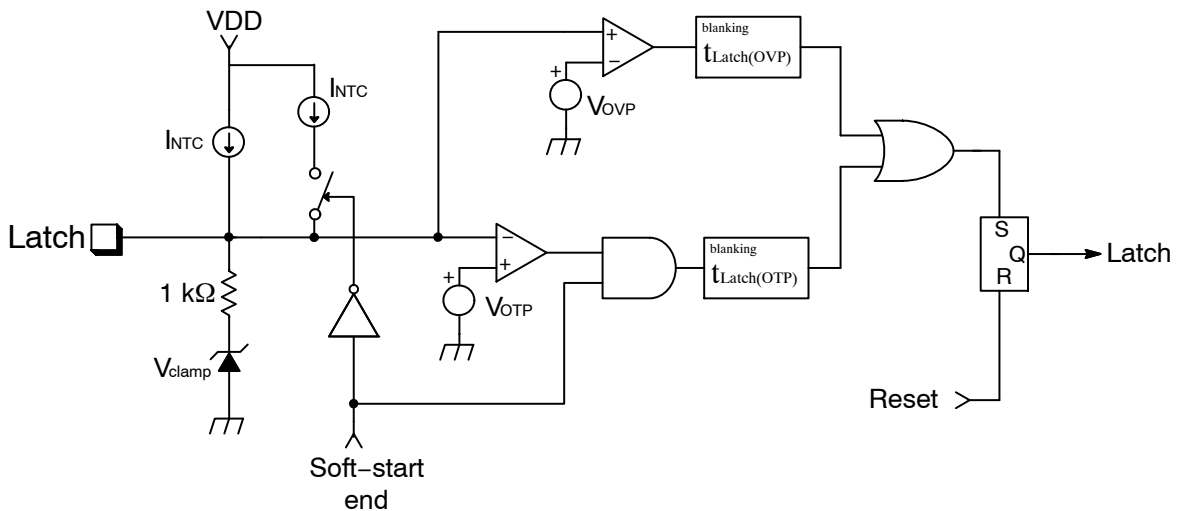 VDD
INTC
INTC
Latch
1 kΩ
Vclamp
Soft−start
end
+
−
+
VOVP
blanking
tLatch(OVP)
−
+
+
VOTP
blanking
tLatch(OTP)
S
Q
R
Latch
Reset